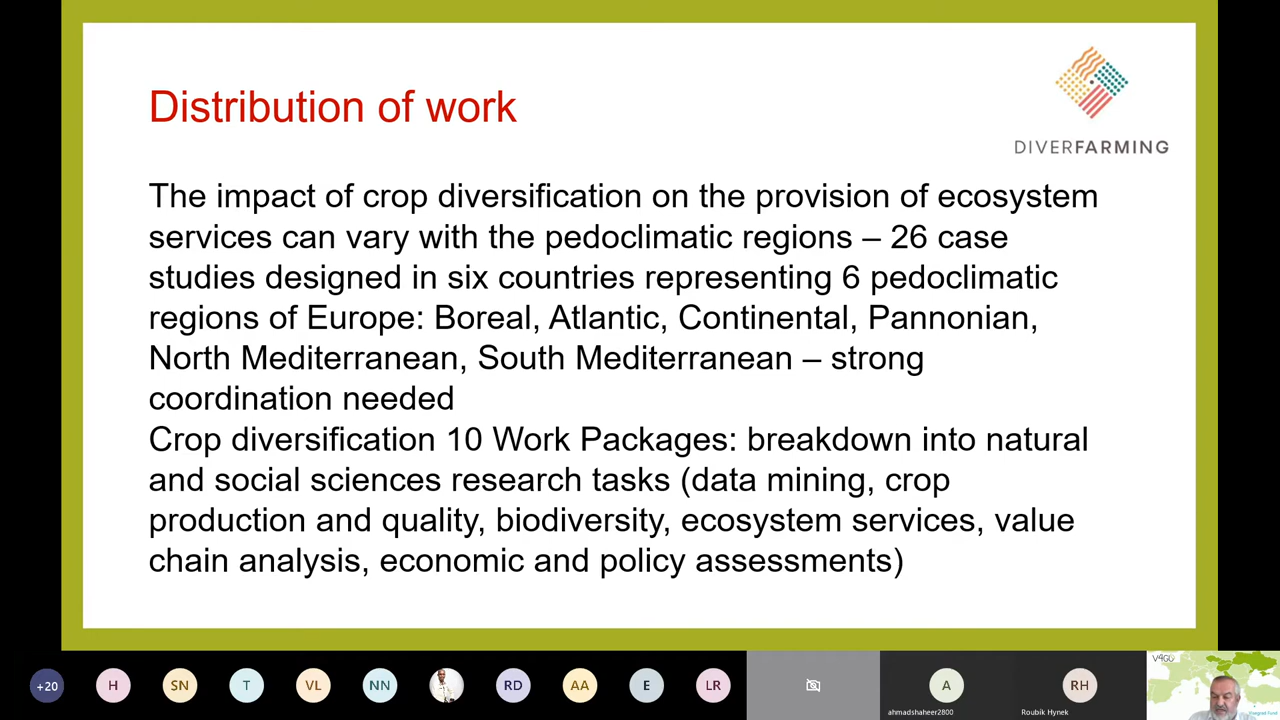 Distribution of work
DIVERFARMING
The impact of crop diversification on the provision of ecosystem
services can vary with the pedoclimatic regions – 26 case
studies designed in six countries representing 6 pedoclimatic
regions of Europe: Boreal, Atlantic, Continental, Pannonian,
North Mediterranean, South Mediterranean – strong
coordination needed
Crop diversification 10 Work Packages: breakdown into natural
and social sciences research tasks (data mining, crop
production and quality, biodiversity, ecosystem services, value
chain analysis, economic and policy assessments)
+20 H SN T VL NN RD AA E LR A RH
ahmadshaheer2800 Roubík Hynek